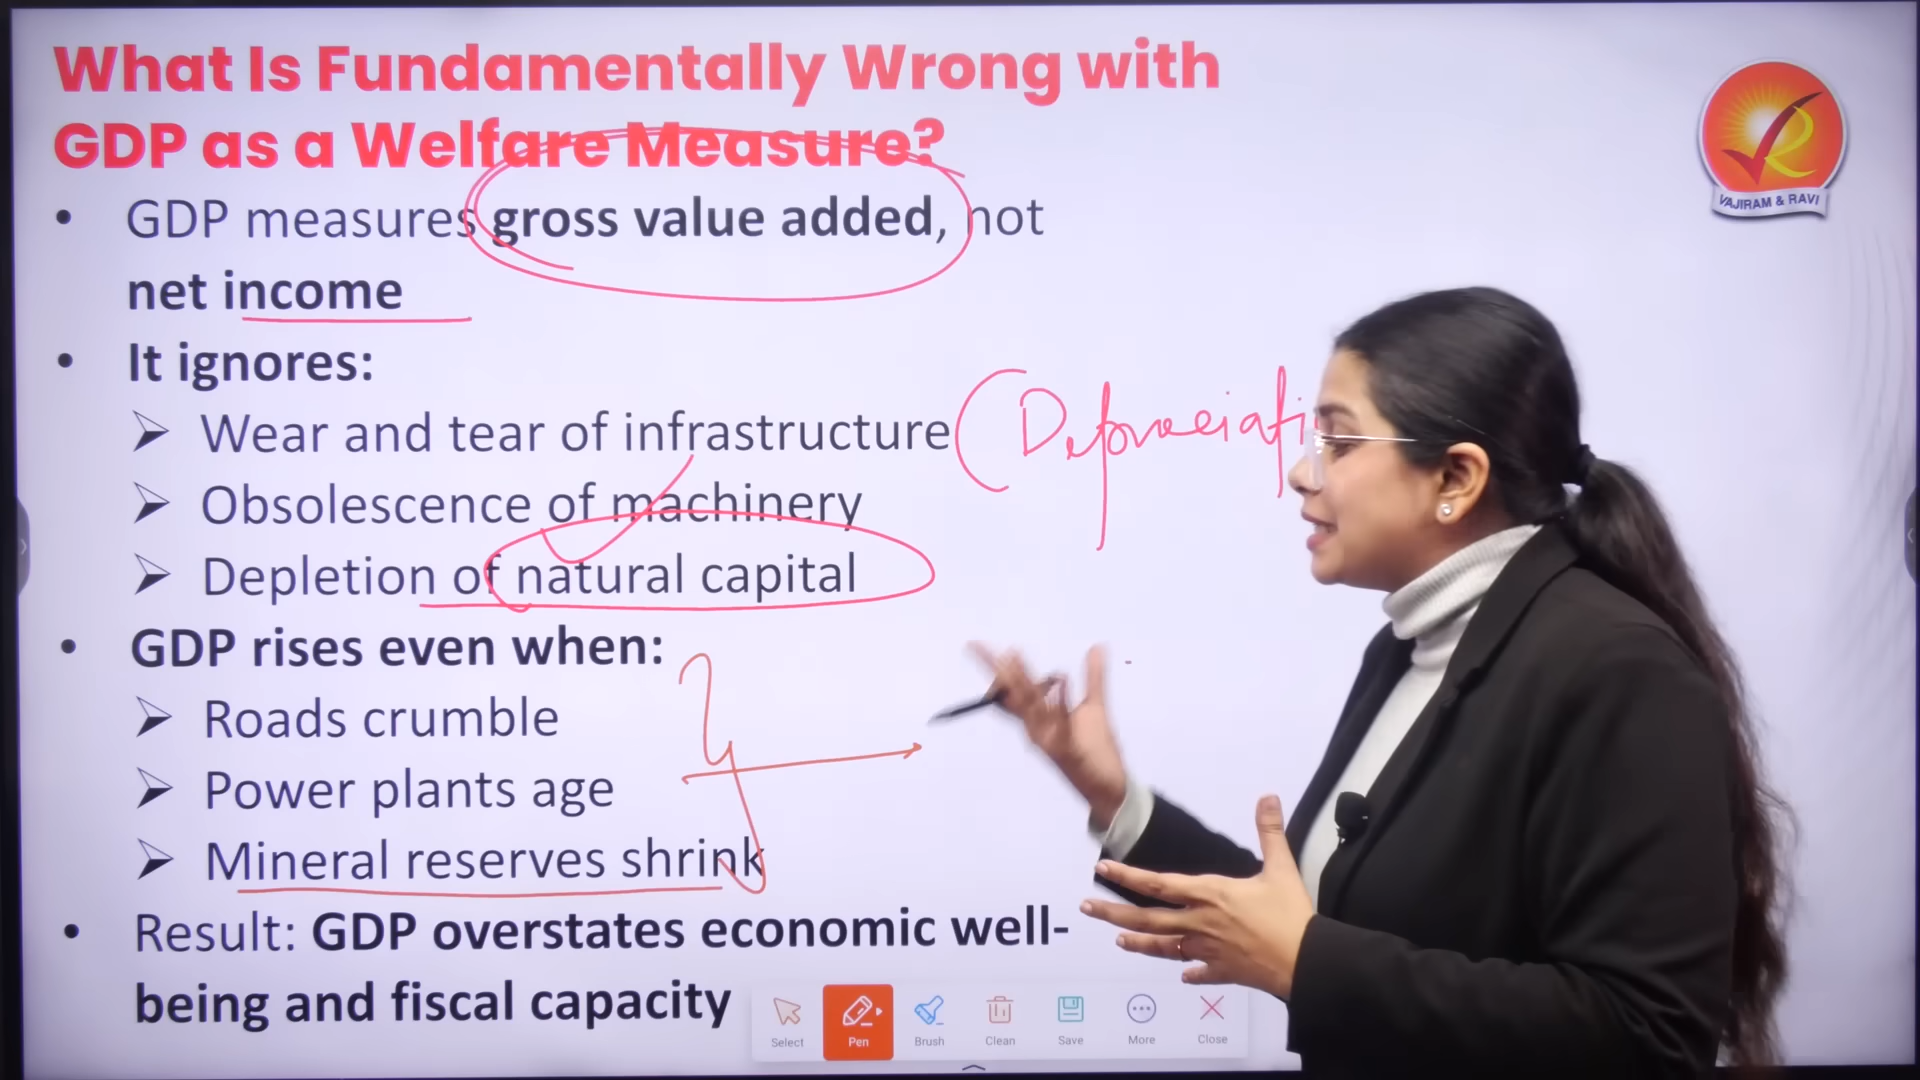 What Is Fundamentally Wrong with
GDP as a Welfare Measure?
• GDP measures gross value added, not
net income
• It ignores:
➢ Wear and tear of infrastructure
➢ Obsolescence of machinery
➢ Depletion of natural capital
• GDP rises even when:
➢ Roads crumble
➢ Power plants age
➢ Mineral reserves shrink
• Result: GDP overstates economic well-
being and fiscal capacity
VAJIRAM & RAVI
Select Pen Brush Clean Save More Close